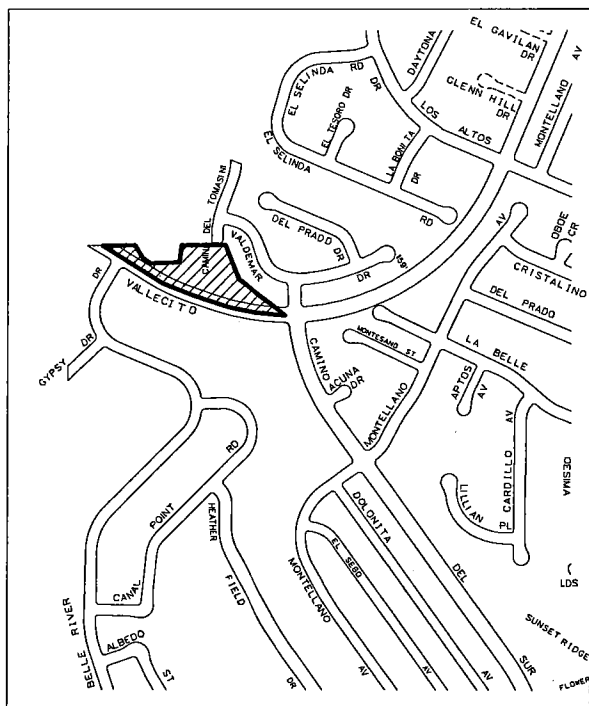 EL GAVILAN
DR
GLENN HILL
DR
MONTELLANO
AV
DAYTONA
EL SELINDA RD
DR
LOS ALTOS
EL TESORO DR
LA BONITA
DR
EL SELINDA
RD
CAMINO DEL TOMASINI
VALDEMAR
DEL PRADO DR
DR
159'
AV
OBOE
CR
CRISTALINO
DEL PRADO
DR
VALLECITO
GYPSY
DR
CAMINO
ACUNA
DR
MONTESANO ST
MONTELLANO
LA BELLE
APTOS
AV
AV
CARDILLO
LILLIAN
PL
DESIMA
LDS
POINT
RD
HEATHER
FIELD
DR
CANAL
ALBEDO
ST
BELLE RIVER
DOLONITA
AV
EL SEBO
AV
MONTELLANO
AV
DEL
SUR
SUNSET RIDGE
FLOWER